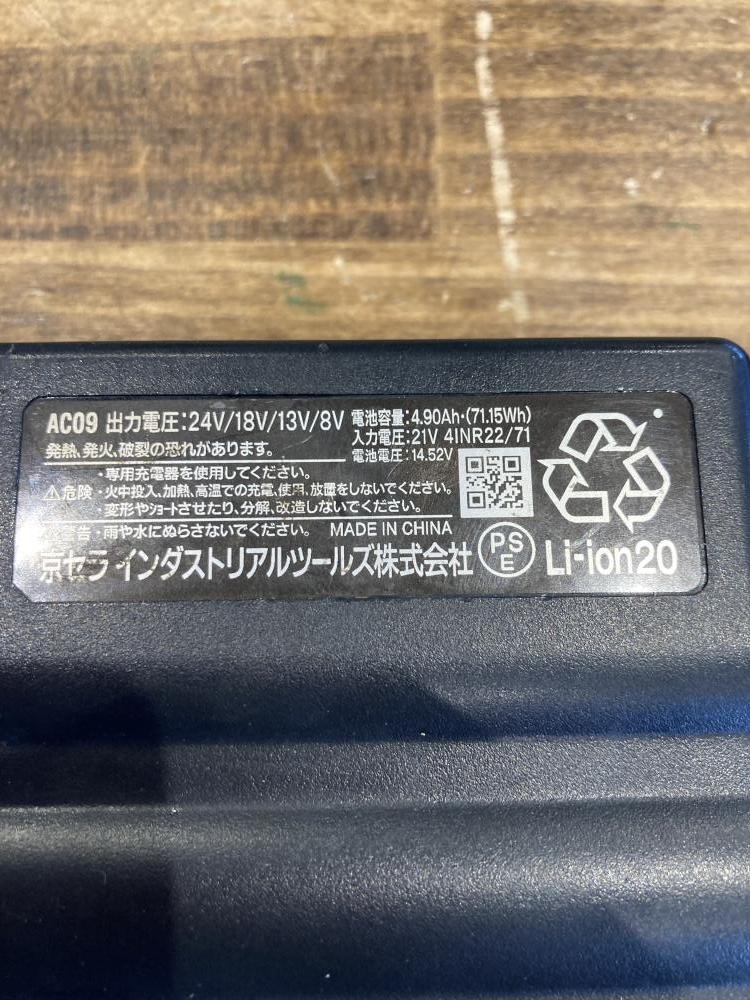 AC09 出力電圧:24V/18V/13V/8V
電池容量:4.90Ah・(71.15Wh)
入力電圧:21V 4INR22/71
電池電圧:14.52V
発熱、発火、破裂の恐れがあります。
・専用充電器を使用してください。
⚠危険・火中投入、加熱、高温での充電、使用、放置をしないでください。
変形やショートさせたり、分解、改造しないでください。
告・雨や水にぬらさないでください。 MADE IN CHINA
京セラ インダストリアルツールズ株式会社
PS
E
Li-ion20